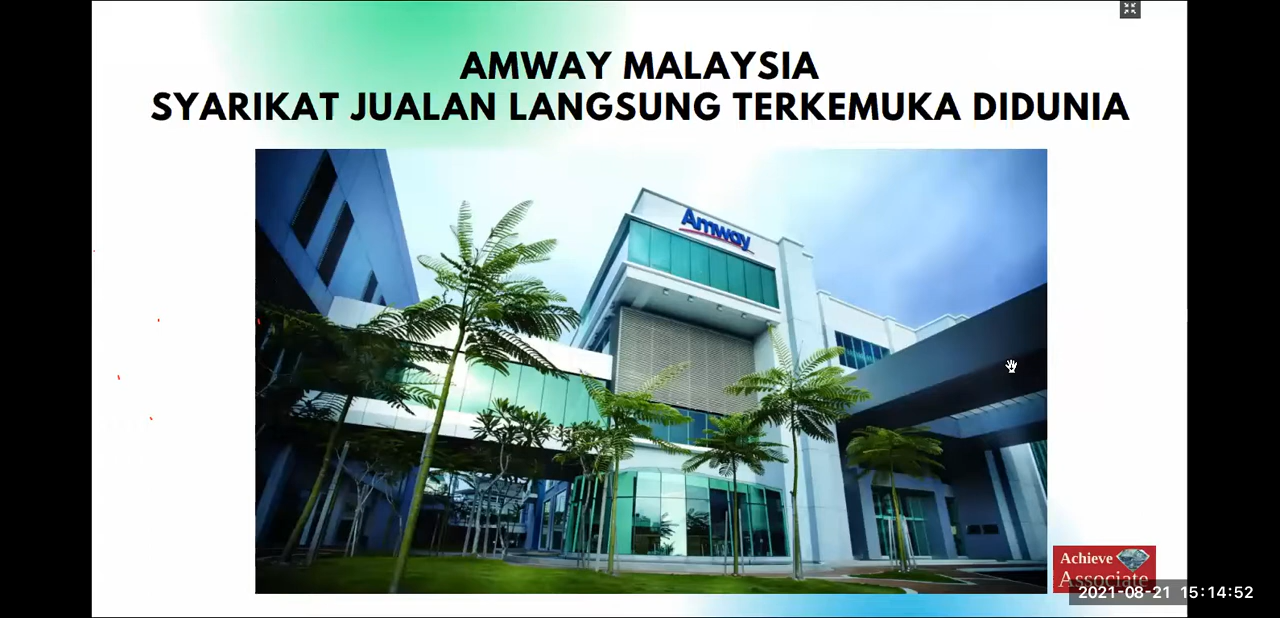 AMWAY MALAYSIA
SYARIKAT JUALAN LANGSUNG TERKEMUKA DIDUNIA
Amway
Achieve
Associate
2021-08-21 15:14:52